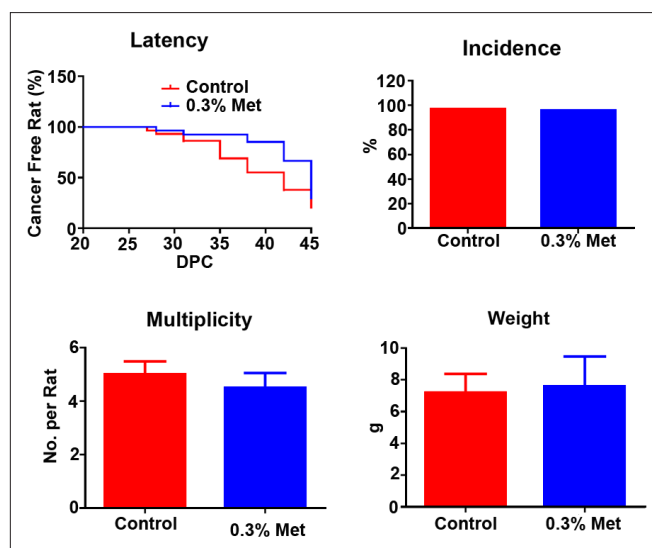 Latency
Cancer Free Rat (%)
150
100
50
0
Control
0.3% Met
20
25
30
35
40
45
DPC
Incidence
%
120
100
80
60
40
20
0
Control
0.3% Met
Multiplicity
No. per Rat
6
4
2
0
Control
0.3% Met
Weight
g
10
8
6
4
2
0
Control
0.3% Met